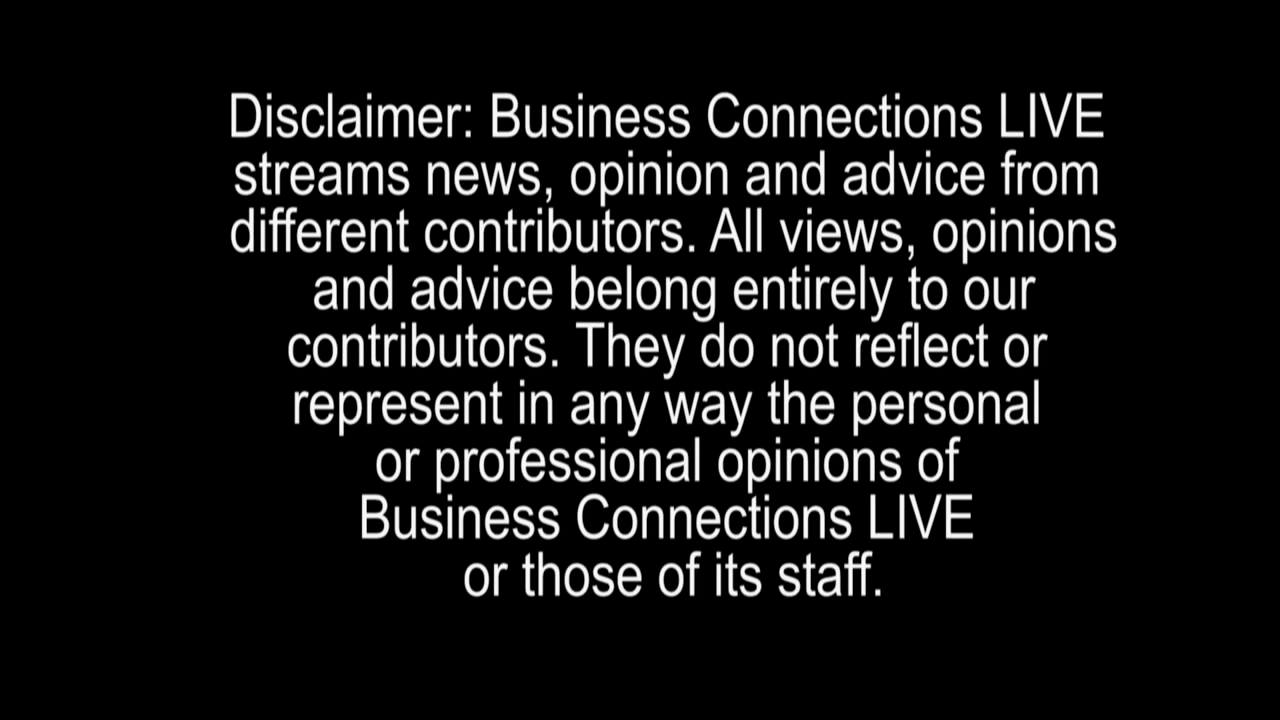 Disclaimer: Business Connections LIVE
streams news, opinion and advice from
different contributors. All views, opinions
and advice belong entirely to our
contributors. They do not reflect or
represent in any way the personal
or professional opinions of
Business Connections LIVE
or those of its staff.